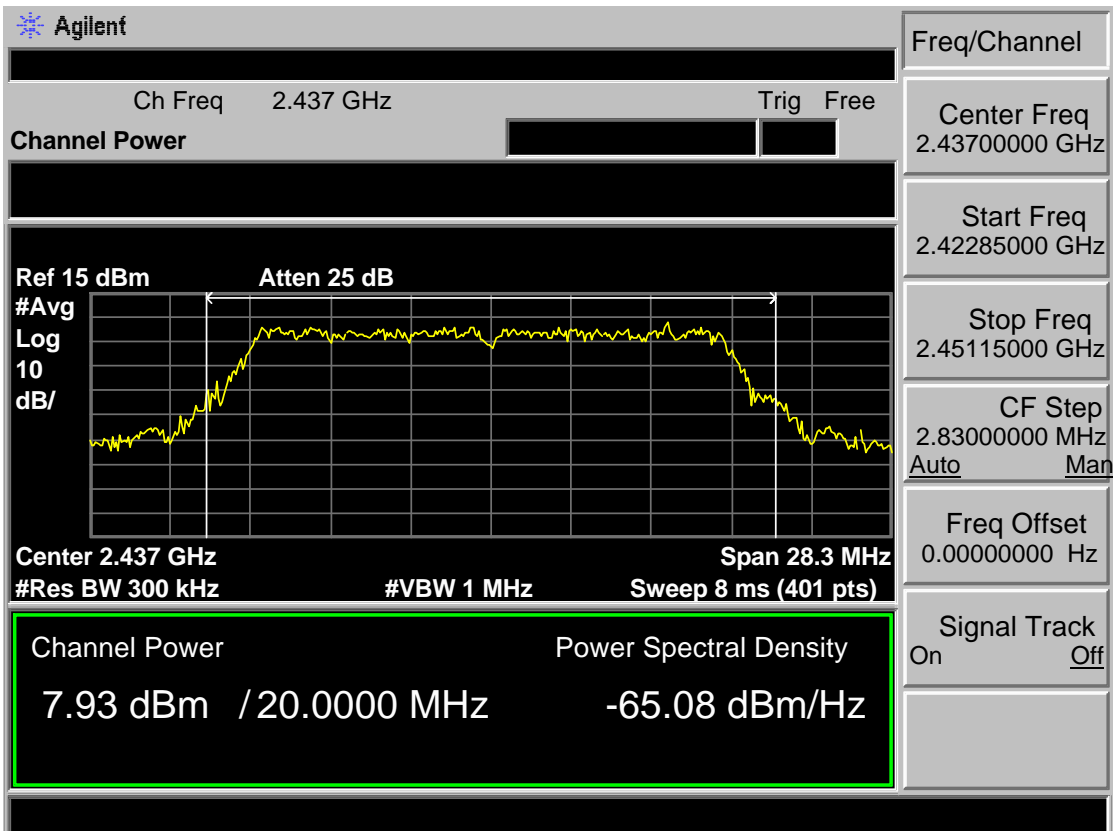 Agilent
Freq/Channel
Ch Freq 2.437 GHz Trig Free
Channel Power
Center Freq
2.43700000 GHz
Start Freq
2.42285000 GHz
Stop Freq
2.45115000 GHz
CF Step
2.83000000 MHz
Auto Man
Freq Offset
0.00000000 Hz
Signal Track
On Off
Ref 15 dBm Atten 25 dB
#Avg
Log
10
dB/
Center 2.437 GHz Span 28.3 MHz
#Res BW 300 kHz #VBW 1 MHz Sweep 8 ms (401 pts)
Channel Power Power Spectral Density
7.93 dBm / 20.0000 MHz -65.08 dBm/Hz